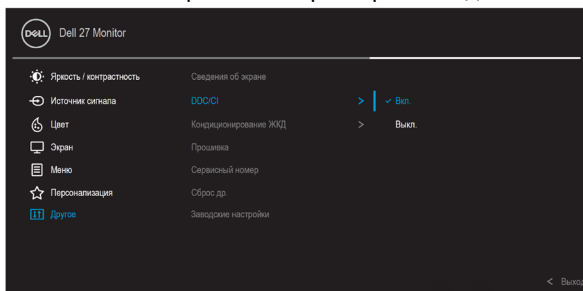 DELL Dell 27 Monitor
Яркость / контрастность Сведения об экране
Источник сигнала DDC/CI > ✓ Вкл.
Цвет Кондиционирование ЖКД > Выкл.
Экран Прошивка
Меню Сервисный номер
Персонализация Сброс др.
Другое Заводские настройки
< Выход